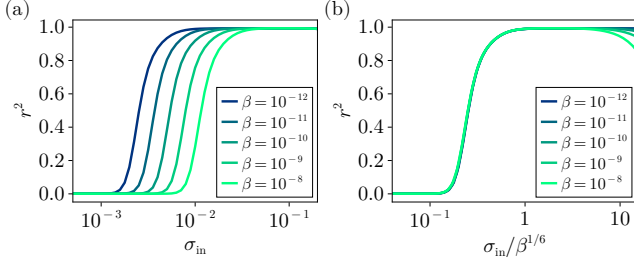 (a)
r²
1.0
0.8
0.6
0.4
0.2
0.0
β = 10⁻¹²
β = 10⁻¹¹
β = 10⁻¹⁰
β = 10⁻⁹
β = 10⁻⁸
10⁻³ 10⁻² 10⁻¹
σ_in
(b)
r²
1.0
0.8
0.6
0.4
0.2
0.0
β = 10⁻¹²
β = 10⁻¹¹
β = 10⁻¹⁰
β = 10⁻⁹
β = 10⁻⁸
10⁻¹ 1 10
σ_in/β^{1/6}